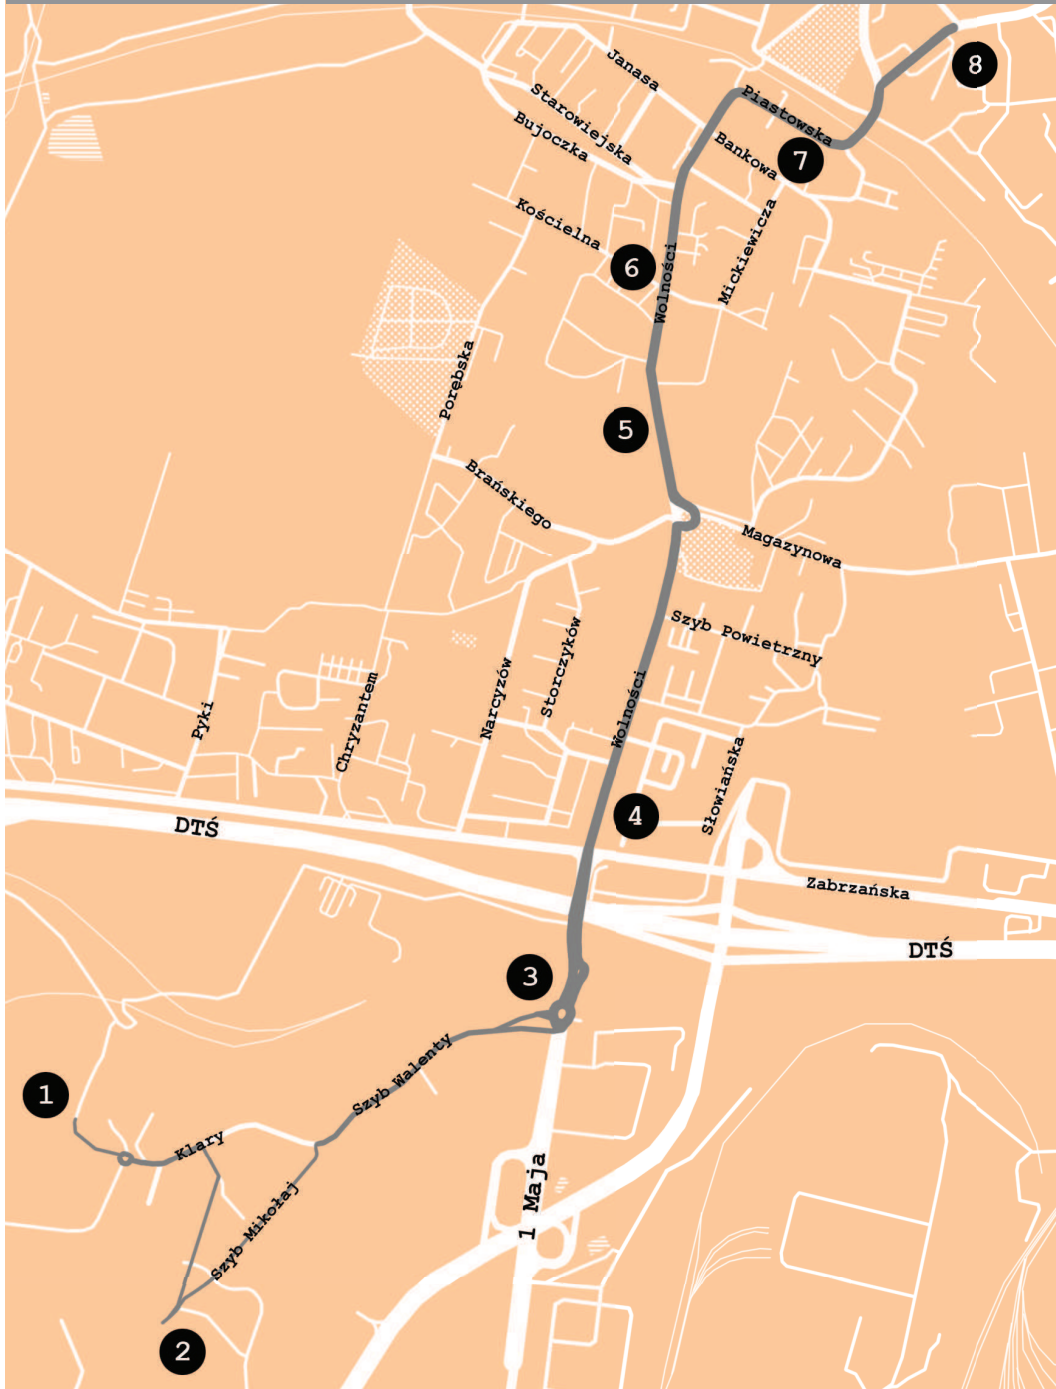 8
Janasa
Starowiejska
Piastowska
Bujoczka
Bankowa
7
Kościelna
Mickiewicza
6
Wolności
Porębska
5
Brańskiego
Magazynowa
Szyb Powietrzny
Storczyków
Narcyzów
Wolności
Pyki
Chryzantem
Słowiańska
4
DTŚ
Zabrzańska
DTŚ
3
Szyb Walenty
1
Klary
1 Maja
Szyb Mikołaj
2